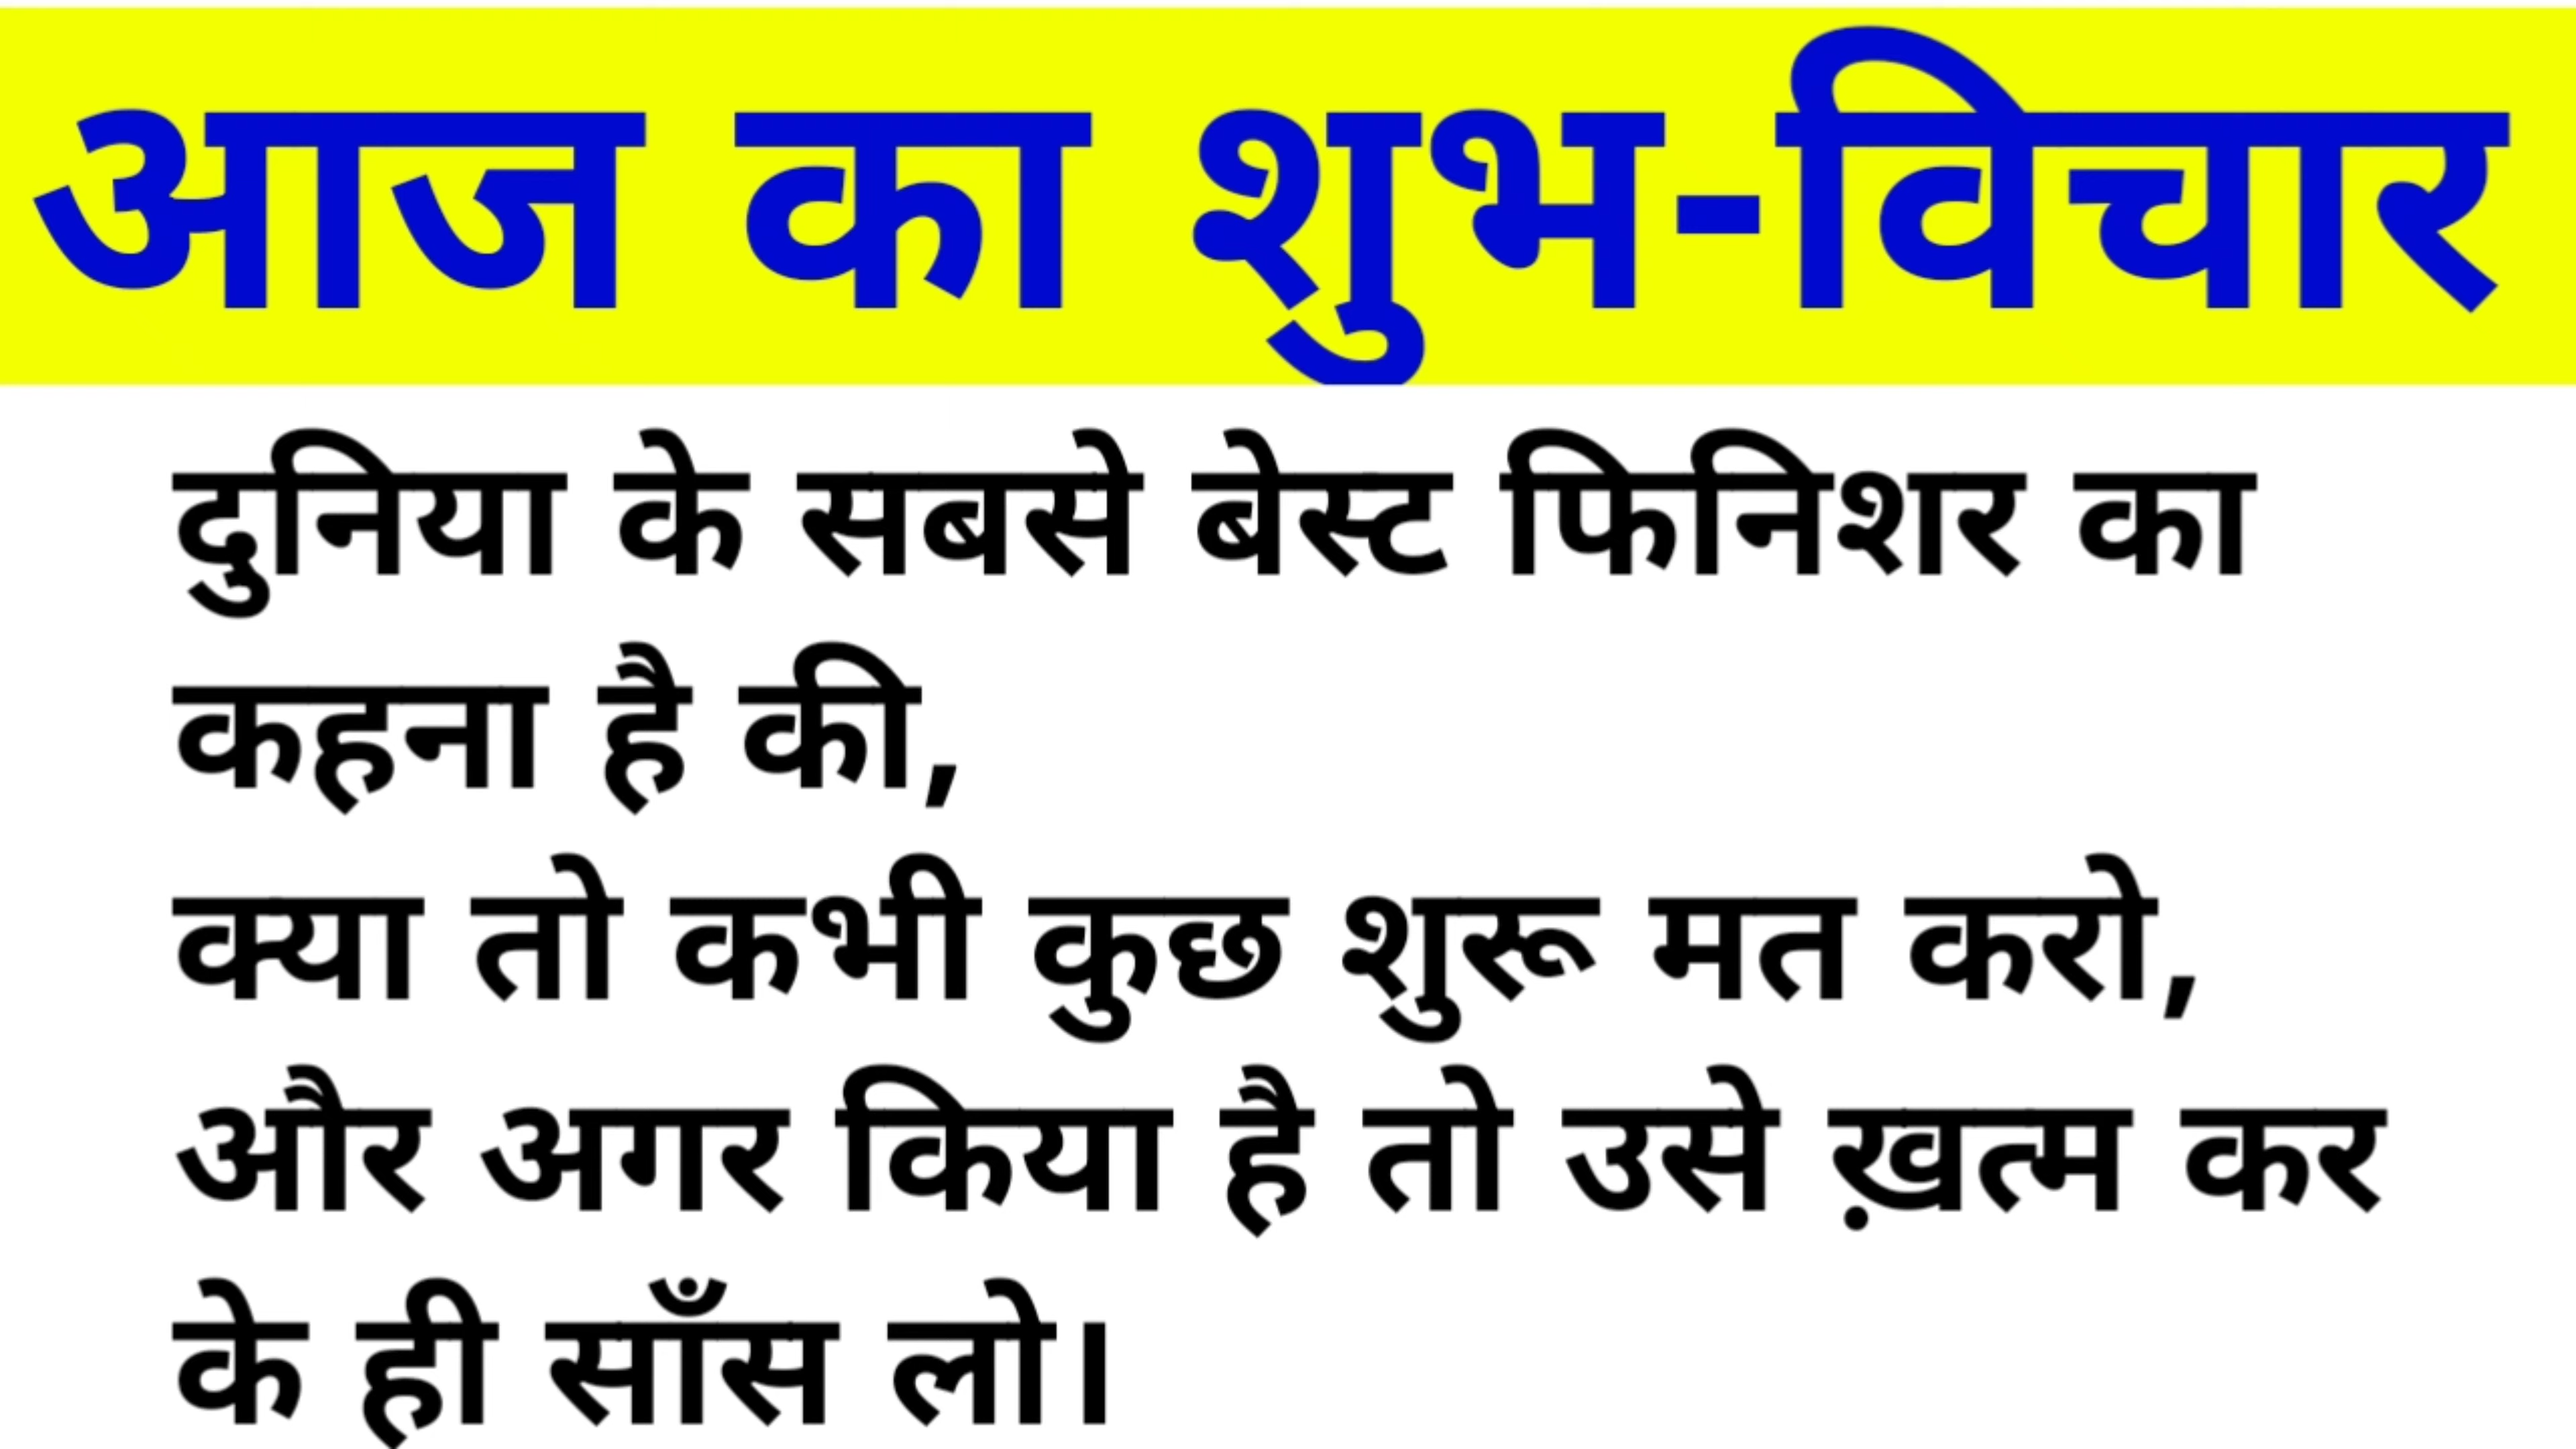 आज का शुभ-विचार
दुनिया के सबसे बेस्ट फिनिशर का
कहना है की,
क्या तो कभी कुछ शुरू मत करो,
और अगर किया है तो उसे ख़त्म कर
के ही साँस लो।